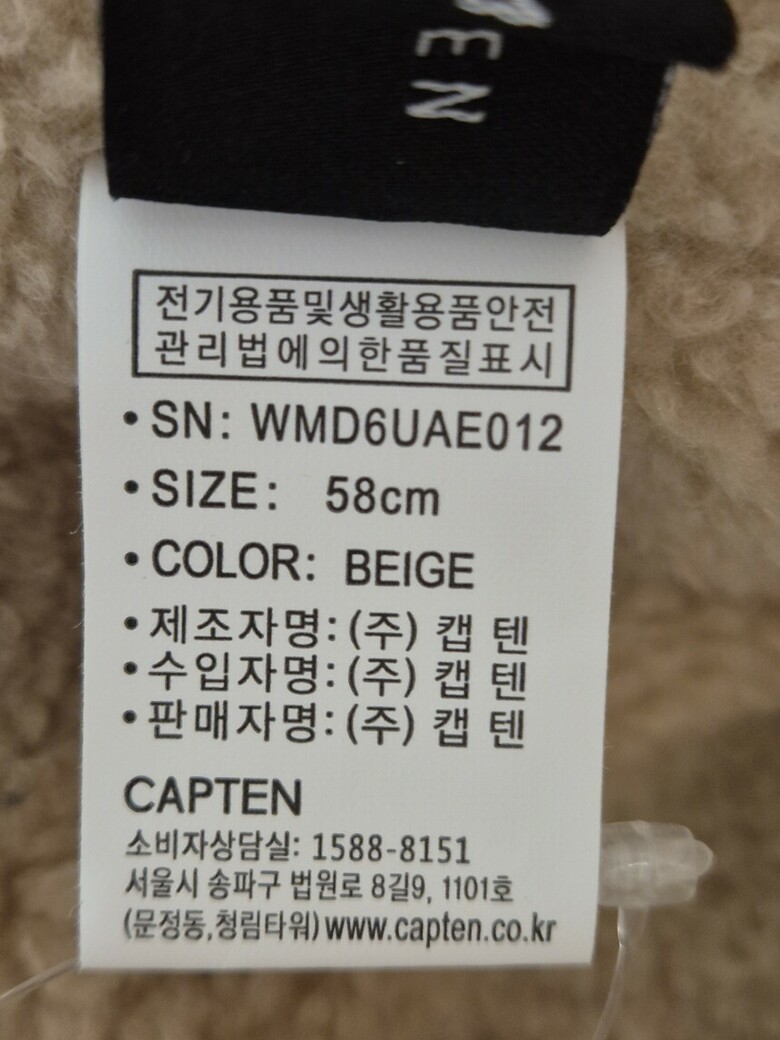 EN
전기용품및생활용품안전
관리법에의한품질표시
• SN: WMD6UAE012
• SIZE: 58cm
• COLOR: BEIGE
• 제조자명: (주) 캡 텐
• 수입자명: (주) 캡 텐
• 판매자명: (주) 캡 텐
CAPTEN
소비자상담실: 1588-8151
서울시 송파구 법원로 8길9, 1101호
(문정동,청림타워) www.capten.co.kr